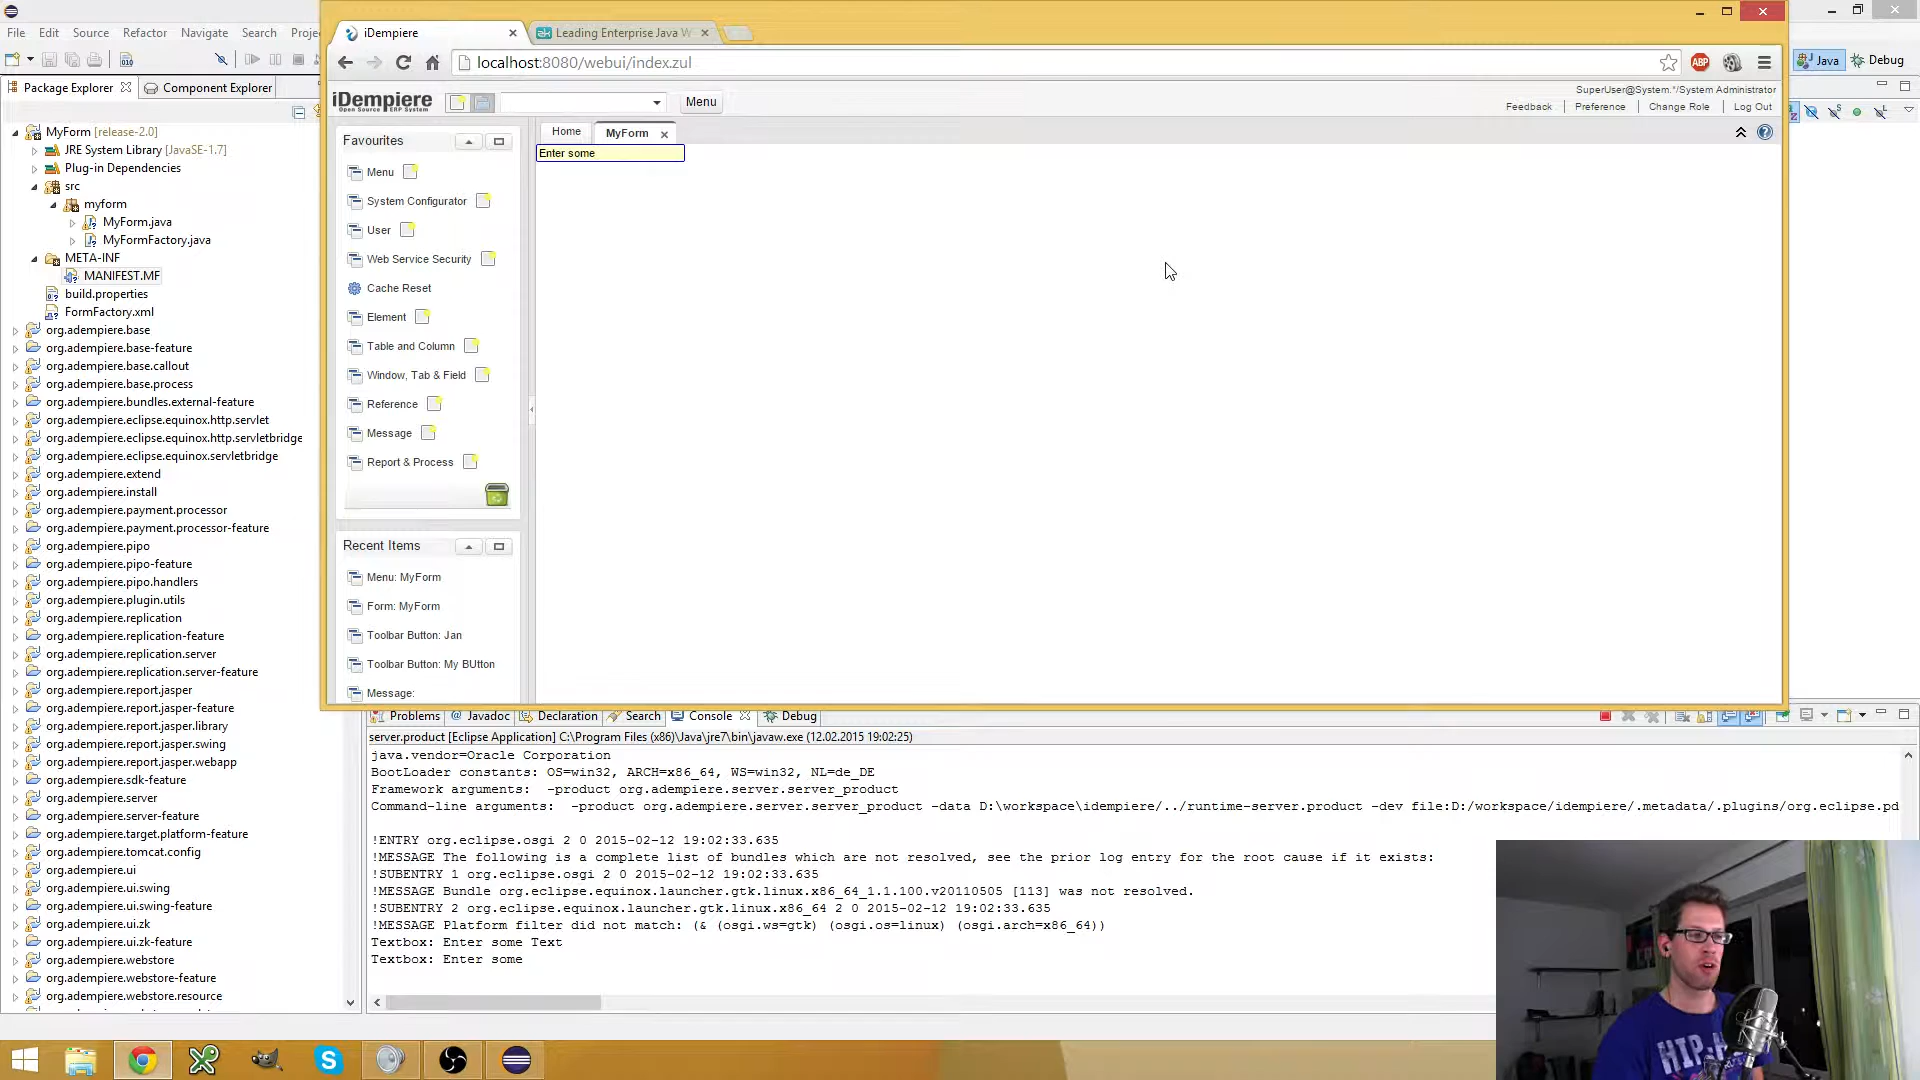 File Edit Source Refactor Navigate Search
Java Debug
Package Explorer Component Explorer
MyForm [release-2.0]
JRE System Library [JavaSE-1.7]
Plug-in Dependencies
src
myform
MyForm.java
MyFormFactory.java
META-INF
MANIFEST.MF
build.properties
FormFactory.xml
org.adempiere.base
org.adempiere.base-feature
org.adempiere.base.callout
org.adempiere.base.process
org.adempiere.bundles.external-feature
org.adempiere.eclipse.equinox.http.servlet
org.adempiere.eclipse.equinox.http.servletbridge
org.adempiere.eclipse.equinox.servletbridge
org.adempiere.extend
org.adempiere.install
org.adempiere.payment.processor
org.adempiere.payment.processor-feature
org.adempiere.pipo
org.adempiere.pipo-feature
org.adempiere.pipo.handlers
org.adempiere.plugin.utils
org.adempiere.replication
org.adempiere.replication-feature
org.adempiere.replication.server
org.adempiere.replication.server-feature
org.adempiere.report.jasper
org.adempiere.report.jasper-feature
org.adempiere.report.jasper.library
org.adempiere.report.jasper.swing
org.adempiere.report.jasper.webapp
org.adempiere.sdk-feature
org.adempiere.server
org.adempiere.server-feature
org.adempiere.target.platform-feature
org.adempiere.tomcat.config
org.adempiere.ui
org.adempiere.ui.swing
org.adempiere.ui.swing-feature
org.adempiere.ui.zk
org.adempiere.ui.zk-feature
org.adempiere.webstore
org.adempiere.webstore-feature
org.adempiere.webstore.resource
iDempiere Leading Enterprise Java W
localhost:8080/webui/index.zul
ABP
iDempiere
Open Source ERP System
Menu
SuperUser@System.*/System Administrator
Feedback Preference Change Role Log Out
Favourites
Menu
System Configurator
User
Web Service Security
Cache Reset
Element
Table and Column
Window, Tab & Field
Reference
Message
Report & Process
Recent Items
Menu: MyForm
Form: MyForm
Toolbar Button: Jan
Toolbar Button: My BUtton
Message:
Home MyForm
Enter some
Problems @ Javadoc Declaration Search Console Debug
server.product [Eclipse Application] C:\Program Files (x86)\Java\jre7\bin\javaw.exe (12.02.2015 19:02:25)
java.vendor=Oracle Corporation
BootLoader constants: OS=win32, ARCH=x86_64, WS=win32, NL=de_DE
Framework arguments: -product org.adempiere.server.server_product
Command-line arguments: -product org.adempiere.server.server_product -data D:\workspace\idempiere/../runtime-server.product -dev file:D:/workspace/idempiere/.metadata/.plugins/org.eclipse.pd
!ENTRY org.eclipse.osgi 2 0 2015-02-12 19:02:33.635
!MESSAGE The following is a complete list of bundles which are not resolved, see the prior log entry for the root cause if it exists:
!SUBENTRY 1 org.eclipse.osgi 2 0 2015-02-12 19:02:33.635
!MESSAGE Bundle org.eclipse.equinox.launcher.gtk.linux.x86_64_1.1.100.v20110505 [113] was not resolved.
!SUBENTRY 2 org.eclipse.equinox.launcher.gtk.linux.x86_64 2 0 2015-02-12 19:02:33.635
!MESSAGE Platform filter did not match: (& (osgi.ws=gtk) (osgi.os=linux) (osgi.arch=x86_64))
Textbox: Enter some Text
Textbox: Enter some